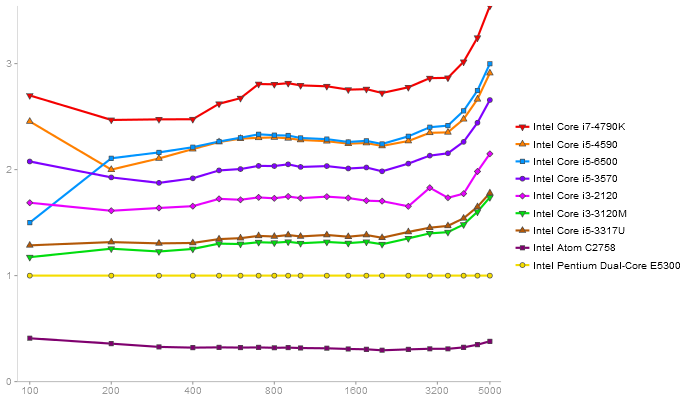 3
2
1
0
100
200
400
800
1600
3200
5000
Intel Core i7-4790K
Intel Core i5-4590
Intel Core i5-6500
Intel Core i5-3570
Intel Core i3-2120
Intel Core i3-3120M
Intel Core i5-3317U
Intel Atom C2758
Intel Pentium Dual-Core E5300